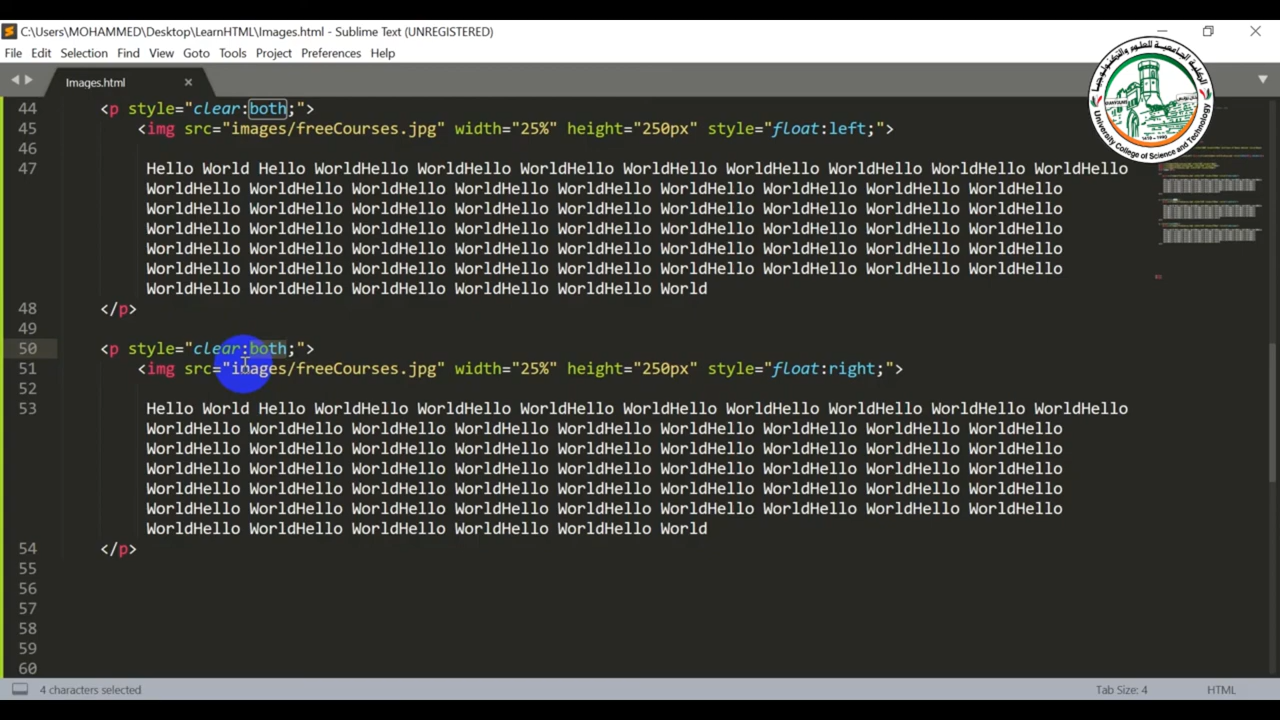 C:\Users\MOHAMMED\Desktop\LearnHTML\Images.html - Sublime Text (UNREGISTERED)
File Edit Selection Find View Goto Tools Project Preferences Help
Images.html
الكلية الجامعية للعلوم والتكنولوجيا
University College of Science and Technology
44 <p style="clear:both;">
45 <img src="images/freeCourses.jpg" width="25%" height="250px" style="float:left;">
46
47 Hello World Hello WorldHello WorldHello WorldHello WorldHello WorldHello WorldHello WorldHello WorldHello
WorldHello WorldHello WorldHello WorldHello WorldHello WorldHello WorldHello WorldHello WorldHello
WorldHello WorldHello WorldHello WorldHello WorldHello WorldHello WorldHello WorldHello WorldHello
WorldHello WorldHello WorldHello WorldHello WorldHello WorldHello WorldHello WorldHello WorldHello
WorldHello WorldHello WorldHello WorldHello WorldHello WorldHello WorldHello WorldHello WorldHello
WorldHello WorldHello WorldHello WorldHello WorldHello WorldHello WorldHello WorldHello WorldHello
WorldHello WorldHello WorldHello WorldHello WorldHello World
48 </p>
49
50 <p style="clear:both;">
51 <img src="images/freeCourses.jpg" width="25%" height="250px" style="float:right;">
52
53 Hello World Hello WorldHello WorldHello WorldHello WorldHello WorldHello WorldHello WorldHello WorldHello
WorldHello WorldHello WorldHello WorldHello WorldHello WorldHello WorldHello WorldHello WorldHello
WorldHello WorldHello WorldHello WorldHello WorldHello WorldHello WorldHello WorldHello WorldHello
WorldHello WorldHello WorldHello WorldHello WorldHello WorldHello WorldHello WorldHello WorldHello
WorldHello WorldHello WorldHello WorldHello WorldHello WorldHello WorldHello WorldHello WorldHello
WorldHello WorldHello WorldHello WorldHello WorldHello WorldHello WorldHello WorldHello WorldHello
WorldHello WorldHello WorldHello WorldHello WorldHello World
54 </p>
55
56
57
58
59
60
4 characters selected
Tab Size: 4
HTML